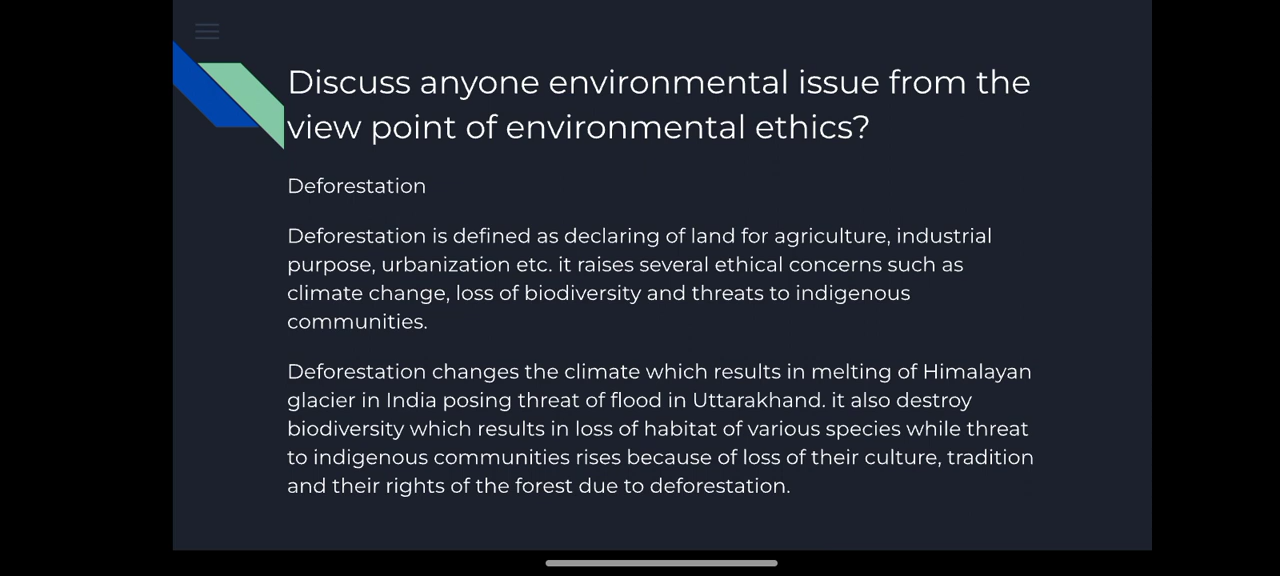 Discuss anyone environmental issue from the
view point of environmental ethics?
Deforestation
Deforestation is defined as declaring of land for agriculture, industrial
purpose, urbanization etc. it raises several ethical concerns such as
climate change, loss of biodiversity and threats to indigenous
communities.
Deforestation changes the climate which results in melting of Himalayan
glacier in India posing threat of flood in Uttarakhand. it also destroy
biodiversity which results in loss of habitat of various species while threat
to indigenous communities rises because of loss of their culture, tradition
and their rights of the forest due to deforestation.